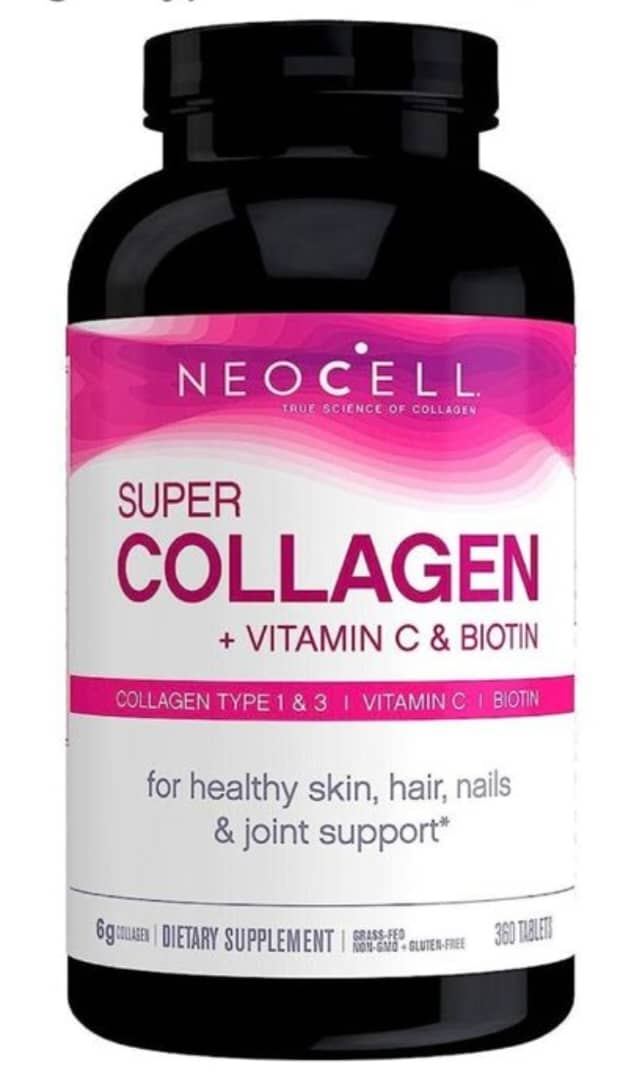 NEOCELL
TRUE SCIENCE OF COLLAGEN
SUPER
COLLAGEN
+ VITAMIN C & BIOTIN
COLLAGEN TYPE 1 & 3 | VITAMIN C | BIOTIN
for healthy skin, hair, nails
& joint support*
6g COLLAGEN | DIETARY SUPPLEMENT | GRASS-FED
NON-GMO + GLUTEN-FREE
360 TABLETS